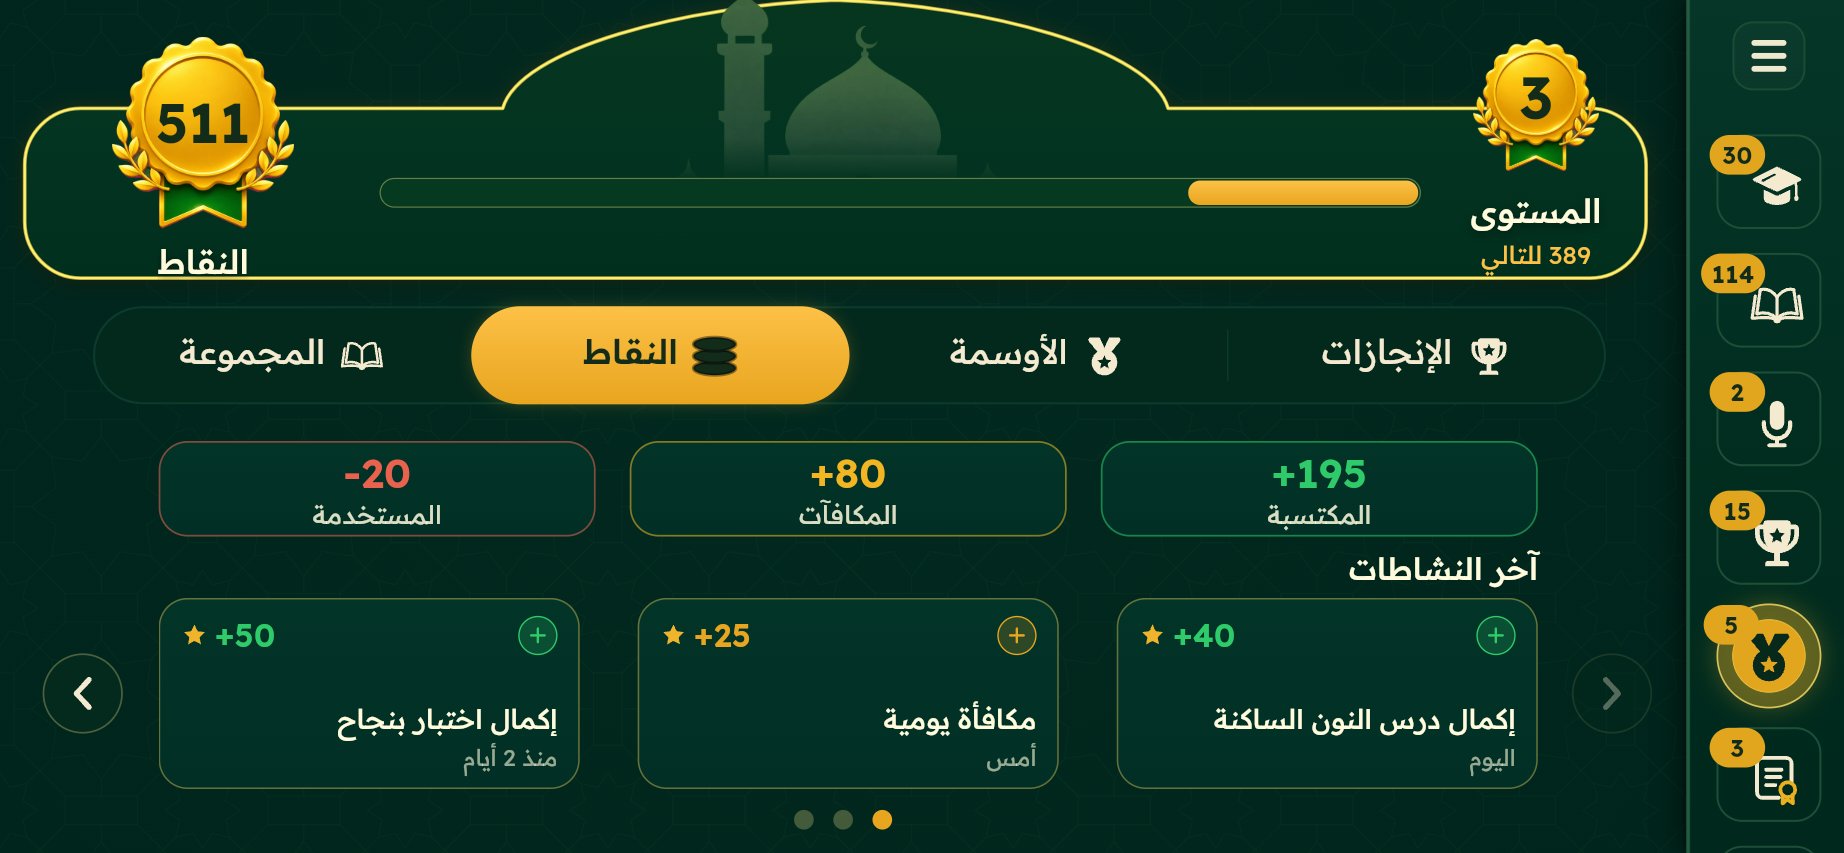 3
المستوى
389 للتالي
511
النقاط
الإنجازات
الأوسمة
النقاط
المجموعة
+195
المكتسبة
+80
المكافآت
-20
المستخدمة
آخر النشاطات
+40
إكمال درس النون الساكنة
اليوم
+25
مكافأة يومية
أمس
+50
إكمال اختبار بنجاح
منذ 2 أيام
30
114
2
15
5
3